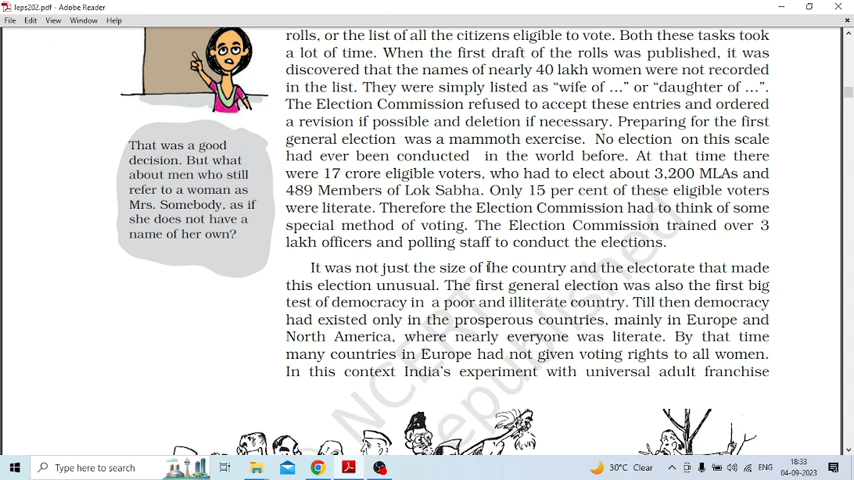 leps202.pdf - Adobe Reader
File Edit View Window Help
rolls, or the list of all the citizens eligible to vote. Both these tasks took
a lot of time. When the first draft of the rolls was published, it was
discovered that the names of nearly 40 lakh women were not recorded
in the list. They were simply listed as “wife of ...” or “daughter of ...”.
The Election Commission refused to accept these entries and ordered
a revision if possible and deletion if necessary. Preparing for the first
general election was a mammoth exercise. No election on this scale
had ever been conducted in the world before. At that time there
were 17 crore eligible voters, who had to elect about 3,200 MLAs and
489 Members of Lok Sabha. Only 15 per cent of these eligible voters
were literate. Therefore the Election Commission had to think of some
special method of voting. The Election Commission trained over 3
lakh officers and polling staff to conduct the elections.
It was not just the size of the country and the electorate that made
this election unusual. The first general election was also the first big
test of democracy in a poor and illiterate country. Till then democracy
had existed only in the prosperous countries, mainly in Europe and
North America, where nearly everyone was literate. By that time
many countries in Europe had not given voting rights to all women.
In this context India’s experiment with universal adult franchise
That was a good
decision. But what
about men who still
refer to a woman as
Mrs. Somebody, as if
she does not have a
name of her own?
NCERT
republished
Type here to search
30°C Clear
ENG
18:33
04-09-2023